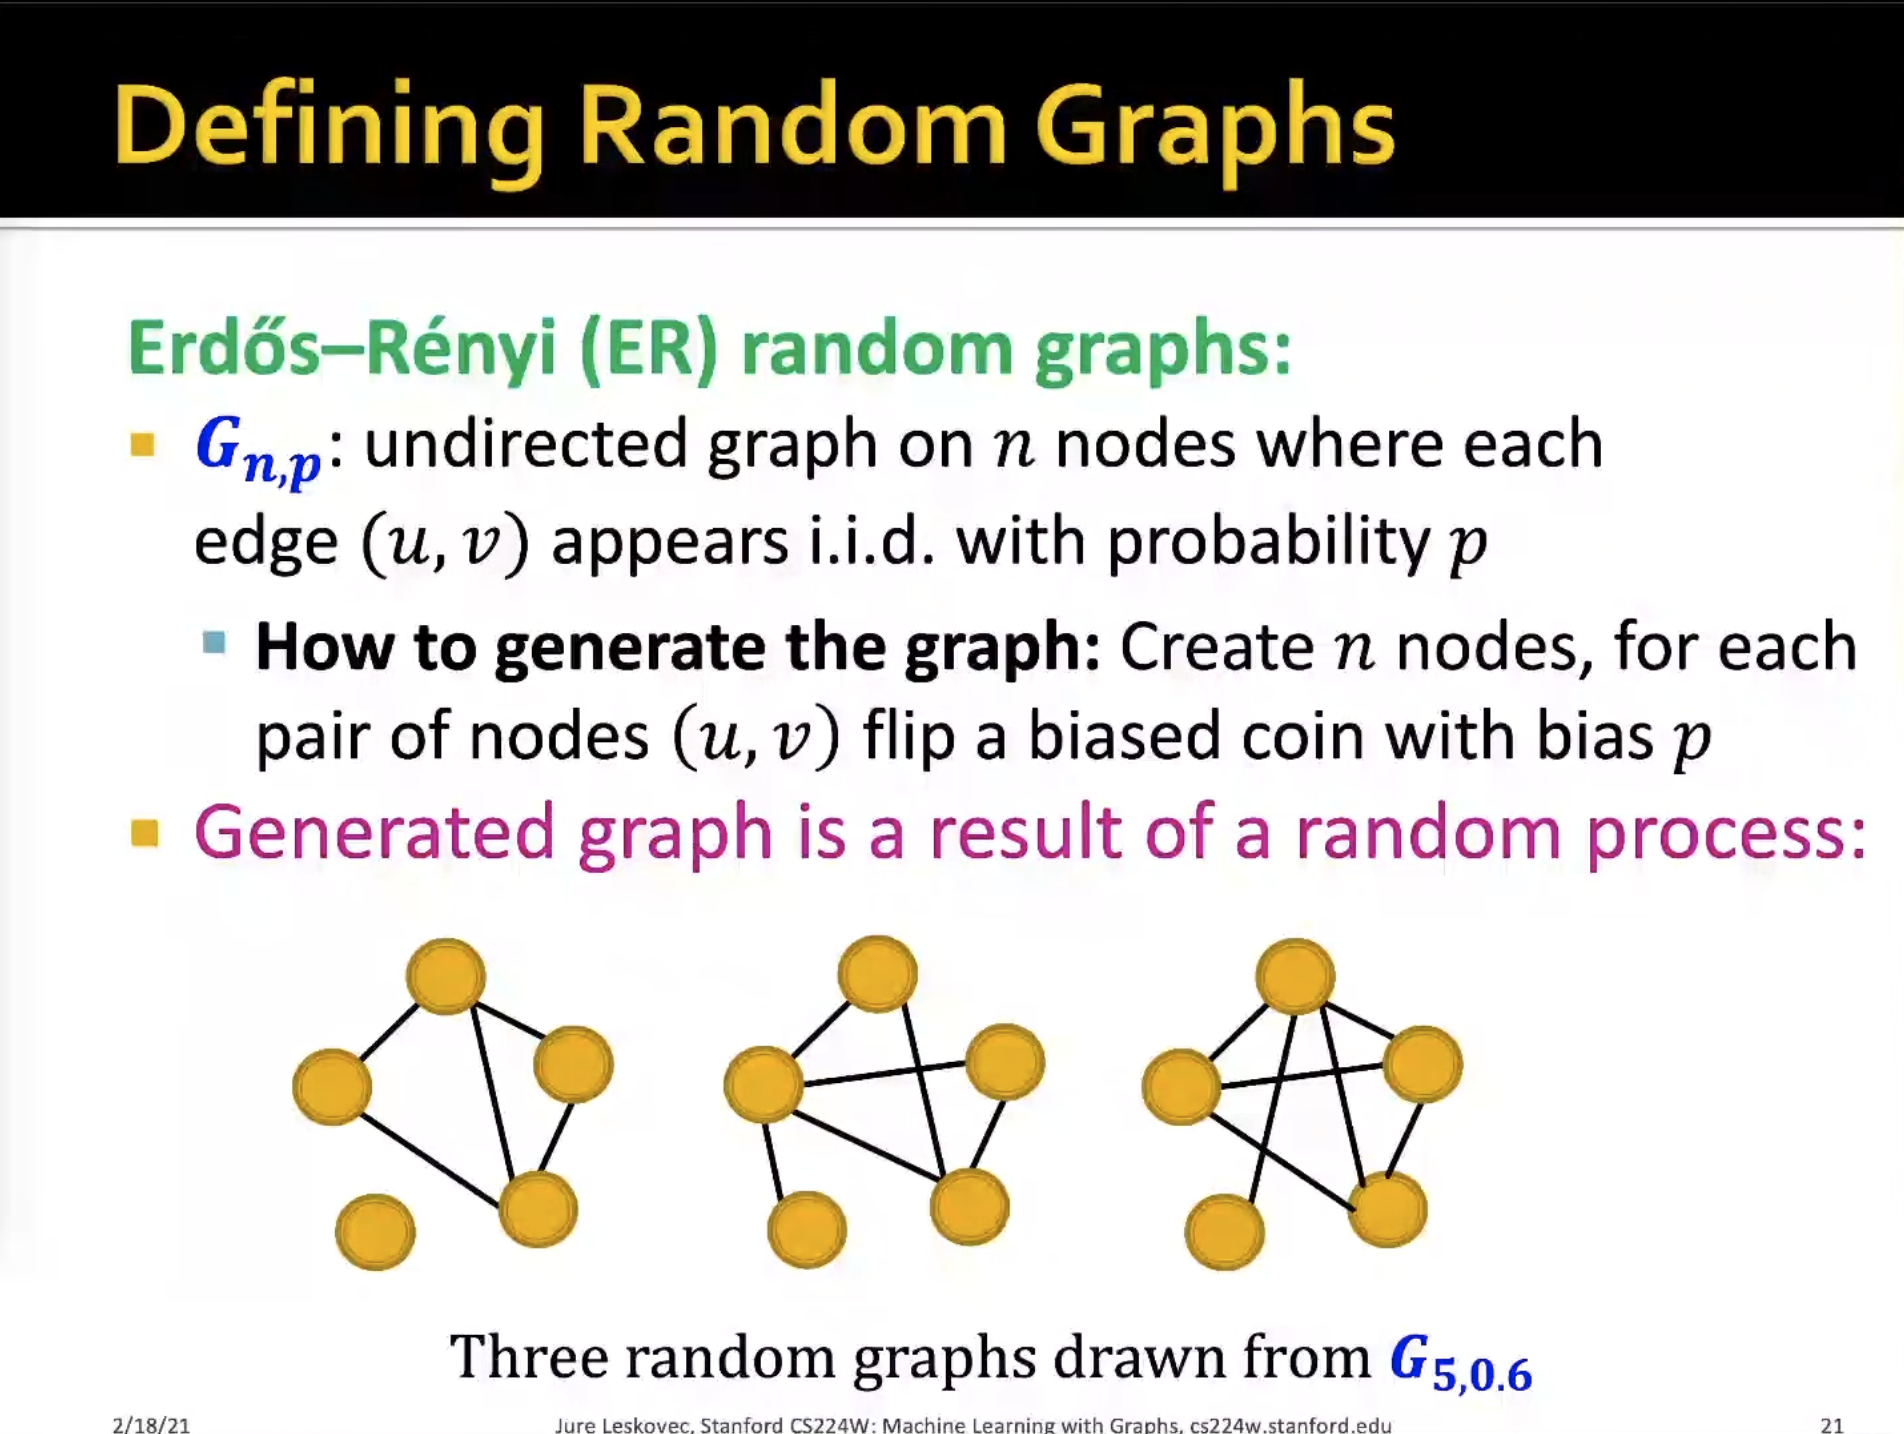 Defining Random Graphs
Erdős–Rényi (ER) random graphs:
▪ G_{n,p}: undirected graph on n nodes where each
edge (u, v) appears i.i.d. with probability p
▪ How to generate the graph: Create n nodes, for each
pair of nodes (u, v) flip a biased coin with bias p
▪ Generated graph is a result of a random process:
Three random graphs drawn from G_{5,0.6}
2/18/21
Jure Leskovec, Stanford CS224W: Machine Learning with Graphs, cs224w.stanford.edu
21